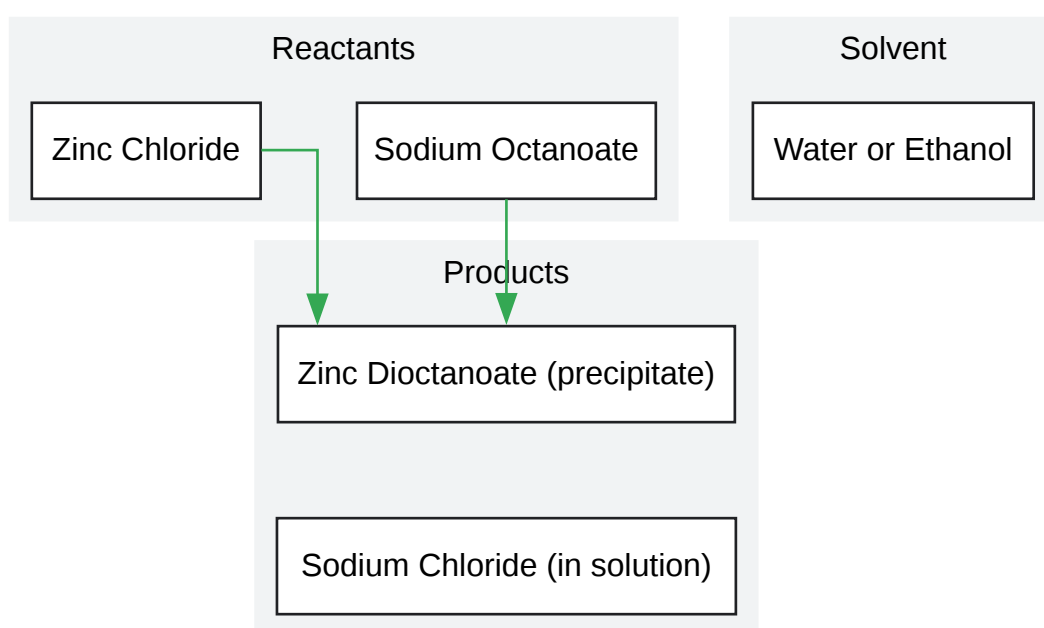 Reactants
Zinc Chloride
Sodium Octanoate
Solvent
Water or Ethanol
Products
Zinc Dioctanoate (precipitate)
Sodium Chloride (in solution)